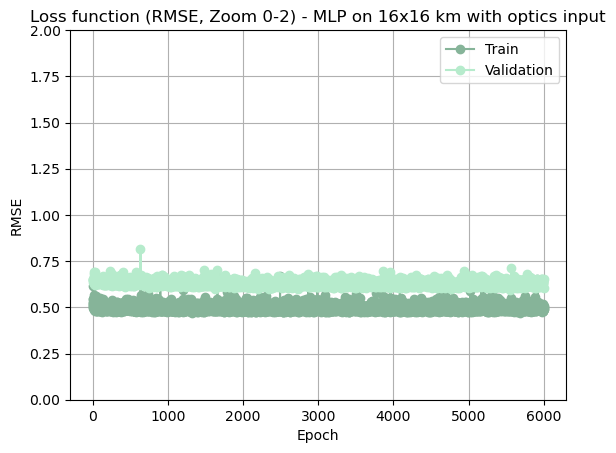 Loss function (RMSE, Zoom 0-2) - MLP on 16x16 km with optics input
2.00
1.75
1.50
1.25
1.00
0.75
0.50
0.25
0.00
RMSE
Train
Validation
0 1000 2000 3000 4000 5000 6000
Epoch